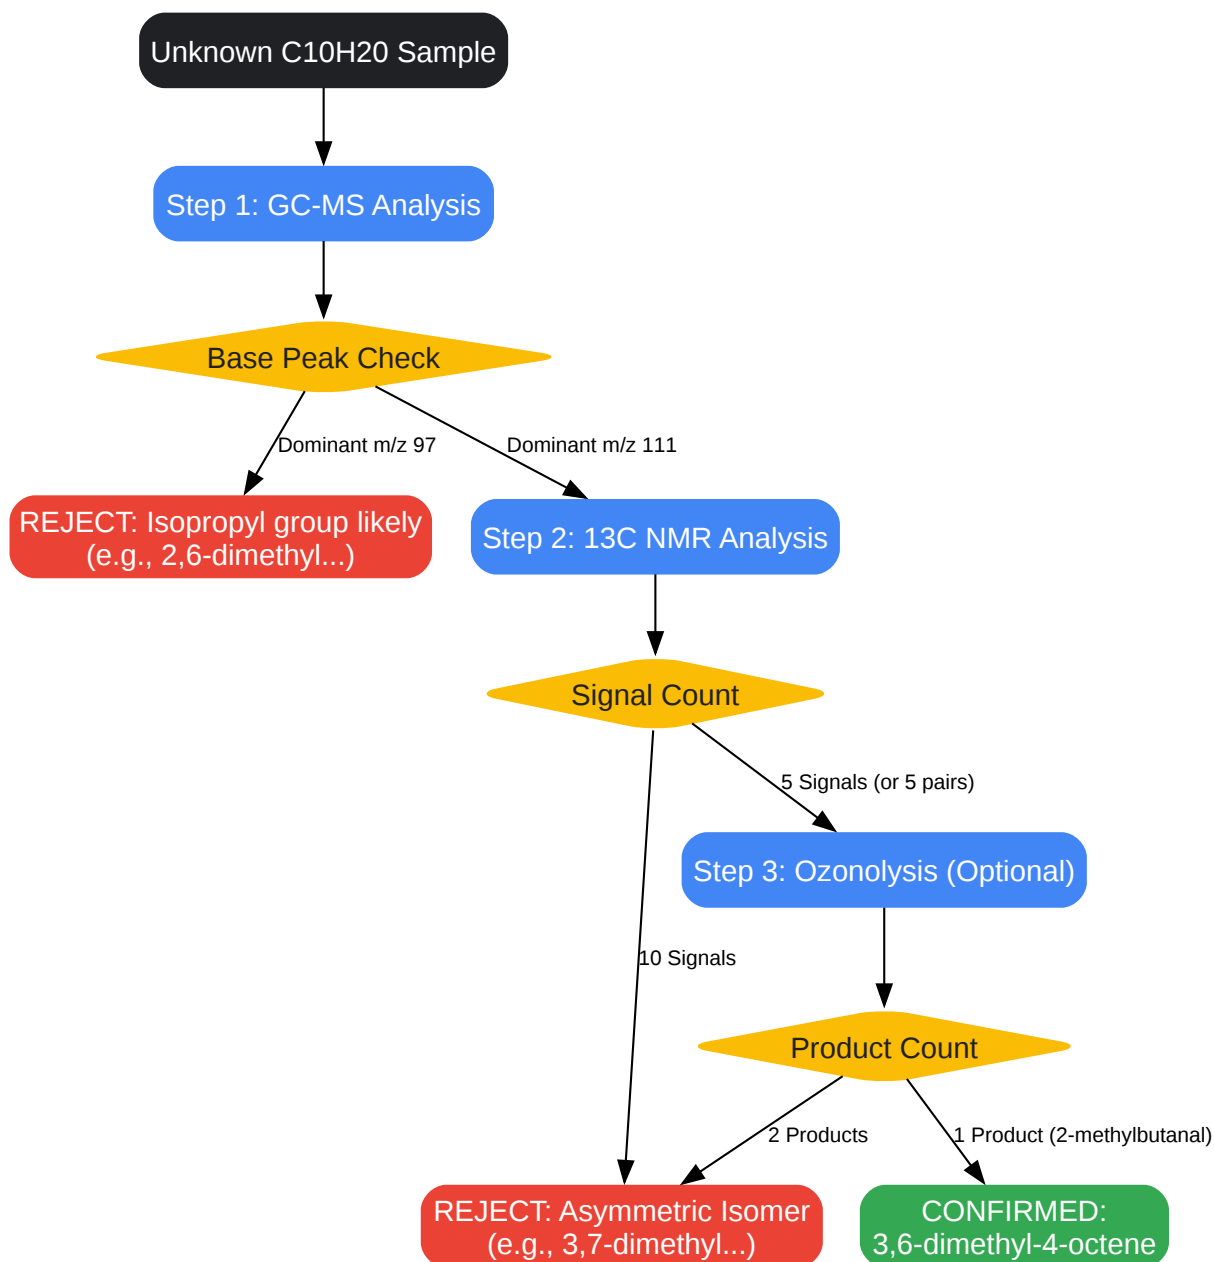 Unknown C10H20 Sample
Step 1: GC-MS Analysis
Base Peak Check
Dominant m/z 97
Dominant m/z 111
REJECT: Isopropyl group likely
(e.g., 2,6-dimethyl...)
Step 2: 13C NMR Analysis
Signal Count
5 Signals (or 5 pairs)
Step 3: Ozonolysis (Optional)
10 Signals
Product Count
2 Products
1 Product (2-methylbutanal)
REJECT: Asymmetric Isomer
(e.g., 3,7-dimethyl...)
CONFIRMED:
3,6-dimethyl-4-octene